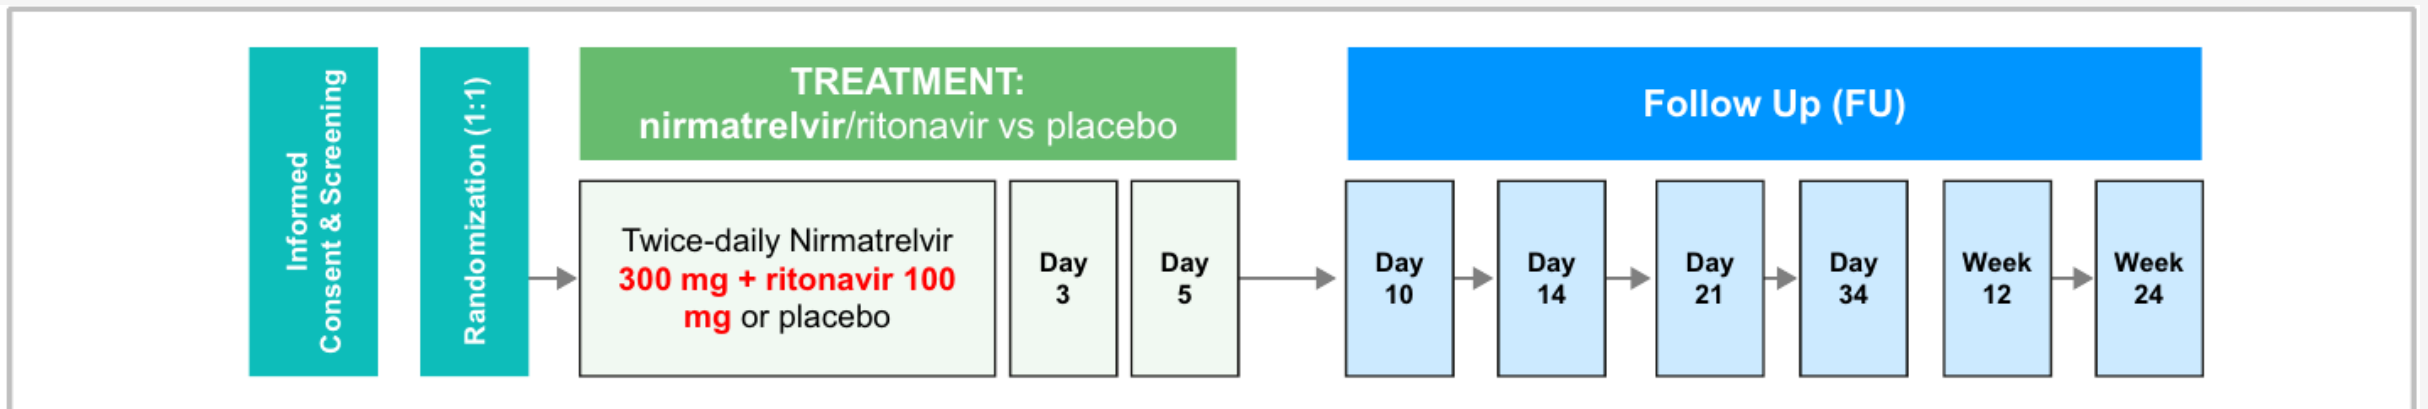 Informed
Consent & Screening
Randomization (1:1)
TREATMENT:
nirmatrelvir/ritonavir vs placebo
Twice-daily Nirmatrelvir
300 mg + ritonavir 100
mg or placebo
Day
3
Day
5
Follow Up (FU)
Day
10
Day
14
Day
21
Day
34
Week
12
Week
24